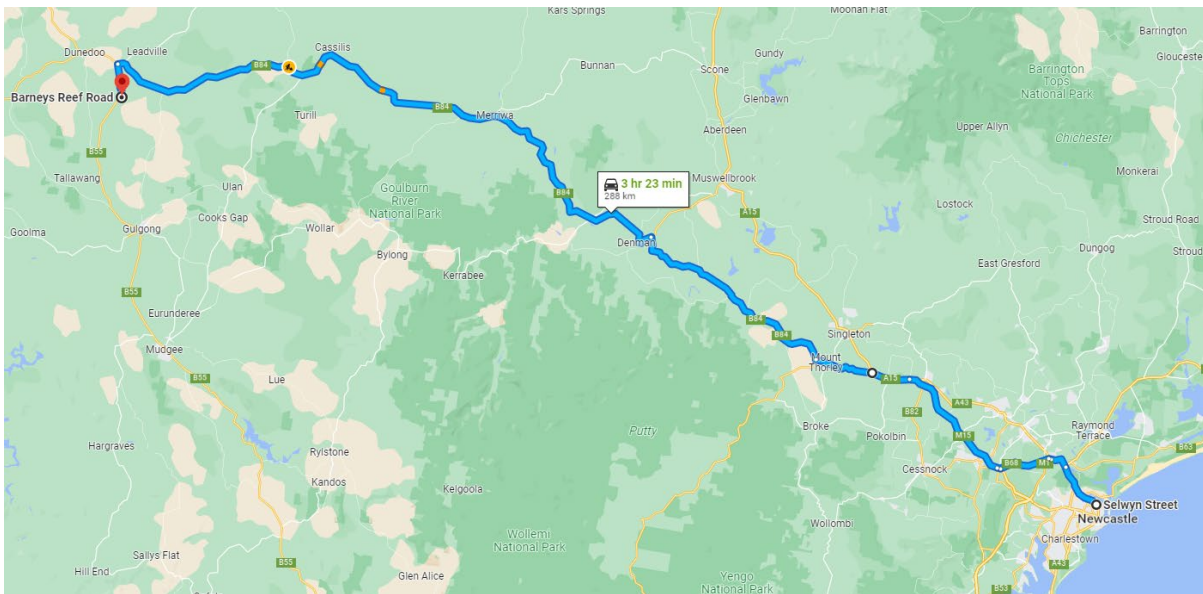 Kars Springs
Moonan Flat
Barrington
Dunedoo
Leadville
Cassilis
Gundy
Gloucester
Bunnan
Scone
B84
Barrington
Tops
National Park
Glenbawn
Barneys Reef Road
Turill
B84
Merriwa
Aberdeen
Upper Allyn
Chichester
B55
3 hr 23 min
288 km
Monkerai
Tallawang
Ulan
Goulburn
River
National Park
B84
Muswellbrook
Lostock
Cooks Gap
Wollar
A15
Stroud Road
Goolma
Gulgong
Denman
Dungog
Stroud
Bylong
Kerrabee
East Gresford
B55
Eurunderee
B84
B84
Singleton
Mudgee
Mount
Thorley
B55
Lue
A15
A43
B82
Raymond
Terrace
Hargraves
Putty
Broke
Pokolbin
M15
B63
Rylstone
Cessnock
B68
M1
Kandos
Kelgoola
Selwyn Street
Newcastle
Wollombi
Wollemi
National Park
Charlestown
Sallys Flat
Hill End
B55
Glen Alice
Yengo
National Park
A43
B53